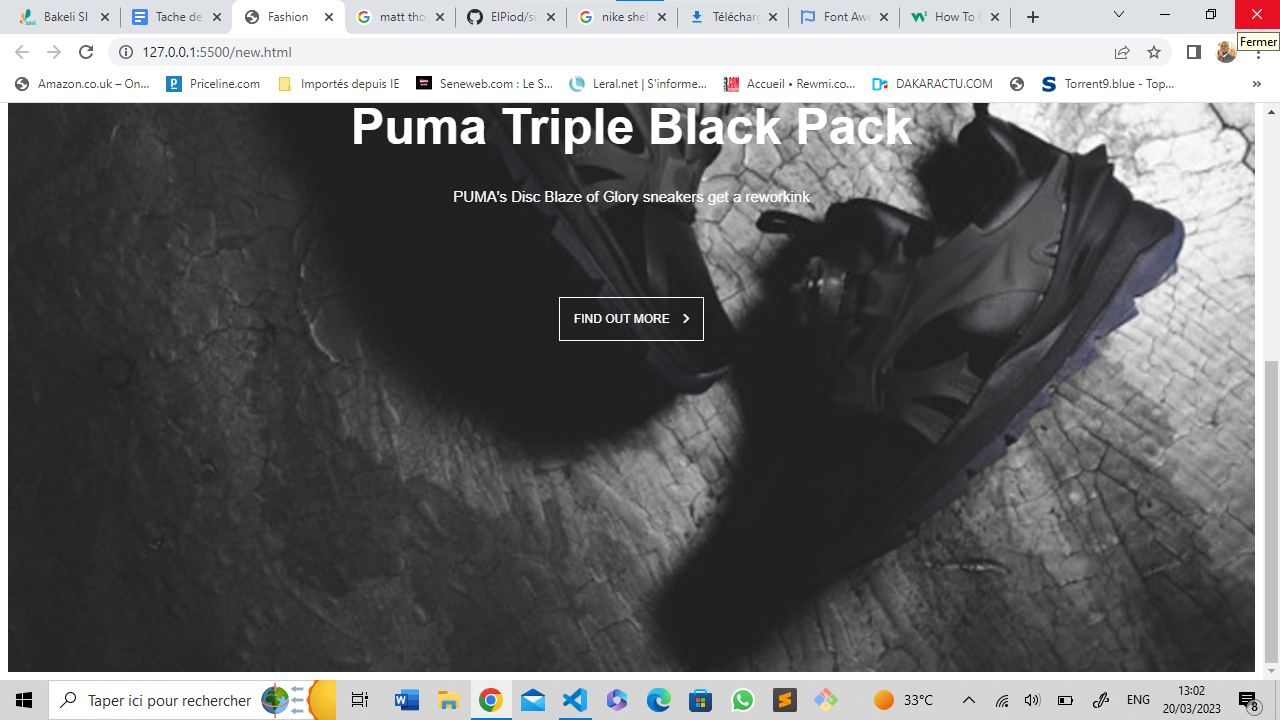 Bakeli SI
Tache de
Fashion
matt tho
ElPiod/si
nike shel
Télécharg
Font Awe
How To C
Fermer
127.0.0.1:5500/new.html
Amazon.co.uk – On...
Priceline.com
Importés depuis IE
Seneweb.com : Le S...
Leral.net | S'informe...
Accueil • Rewmi.co...
DAKARACTU.COM
Torrent9.blue - Top...
»
Puma Triple Black Pack
PUMA's Disc Blaze of Glory sneakers get a reworkink
FIND OUT MORE
Taper ici pour rechercher
33°C
ENG
13:02
20/03/2023
8